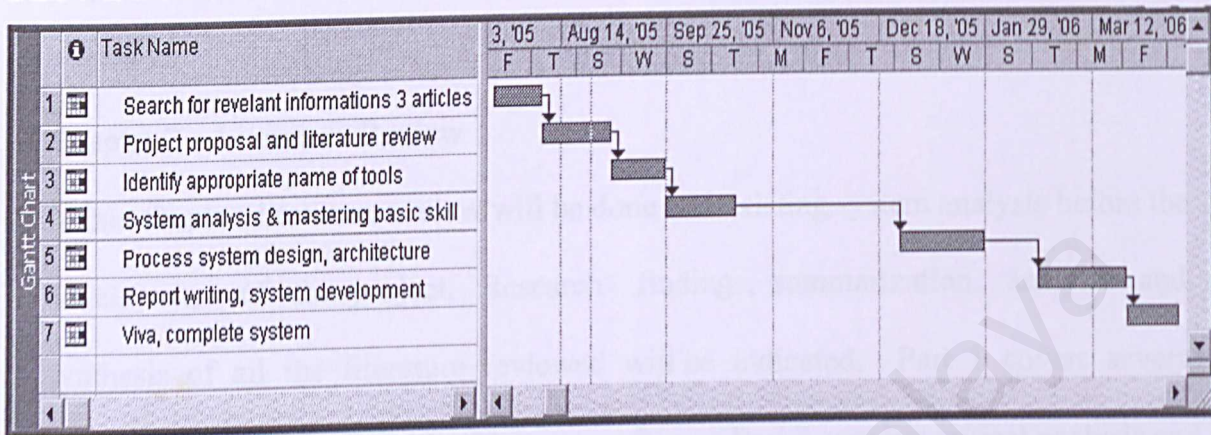 Task Name
3, '05 Aug 14, '05 Sep 25, '05 Nov 6, '05 Dec 18, '05 Jan 29, '06 Mar 12, '06
F T S W S T M F T S W S T M F
1 Search for revelant informations 3 articles
2 Project proposal and literature review
3 Identify appropriate name of tools
4 System analysis & mastering basic skill
5 Process system design, architecture
6 Report writing, system development
7 Viva, complete system
Gantt Chart
laya